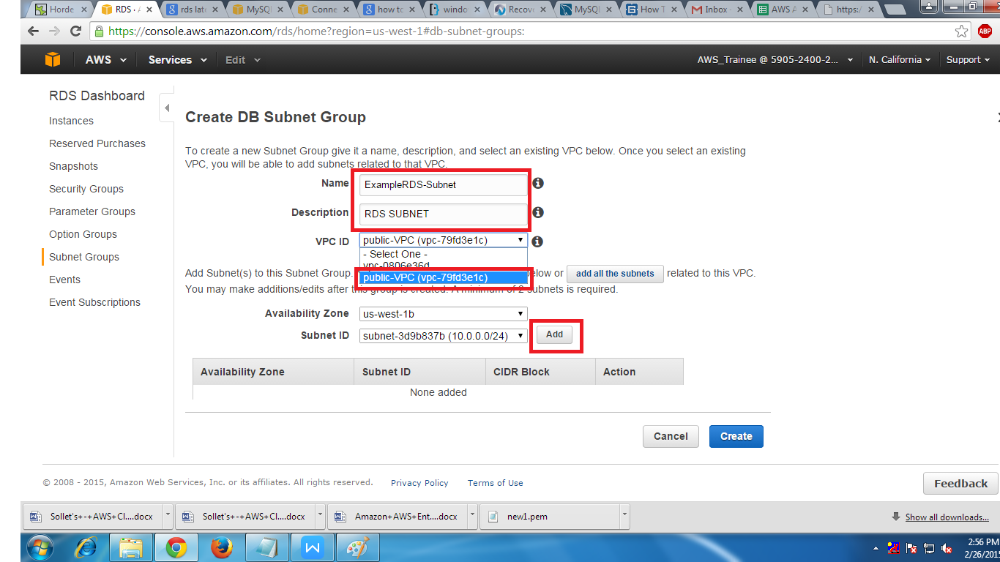 Horde
RDS ·
rds late
MySQL
Conne
how to
windo
Recov
MySQL
How T
Inbox -
AWS A
https:/
https://console.aws.amazon.com/rds/home?region=us-west-1#db-subnet-groups:
ABP
AWS Services Edit AWS_Trainee @ 5905-2400-2... N. California Support
RDS Dashboard
Instances
Reserved Purchases
Snapshots
Security Groups
Parameter Groups
Option Groups
Subnet Groups
Events
Event Subscriptions
Create DB Subnet Group
To create a new Subnet Group give it a name, description, and select an existing VPC below. Once you select an existing
VPC, you will be able to add subnets related to that VPC.
Name ExampleRDS-Subnet
Description RDS SUBNET
VPC ID public-VPC (vpc-79fd3e1c)
- Select One -
vpc-0806e36d
public-VPC (vpc-79fd3e1c)
Add Subnet(s) to this Subnet Group. elow or add all the subnets related to this VPC.
You may make additions/edits after this group is created. A minimum of 2 subnets is required.
Availability Zone us-west-1b
Subnet ID subnet-3d9b837b (10.0.0.0/24) Add
Availability Zone Subnet ID CIDR Block Action
None added
Cancel Create
© 2008 - 2015, Amazon Web Services, Inc. or its affiliates. All rights reserved. Privacy Policy Terms of Use
Feedback
Sollet's+-+AWS+Cl....docx Sollet's+-+AWS+Cl....docx Amazon+AWS+Ent....docx new1.pem Show all downloads...
2:56 PM
2/26/201